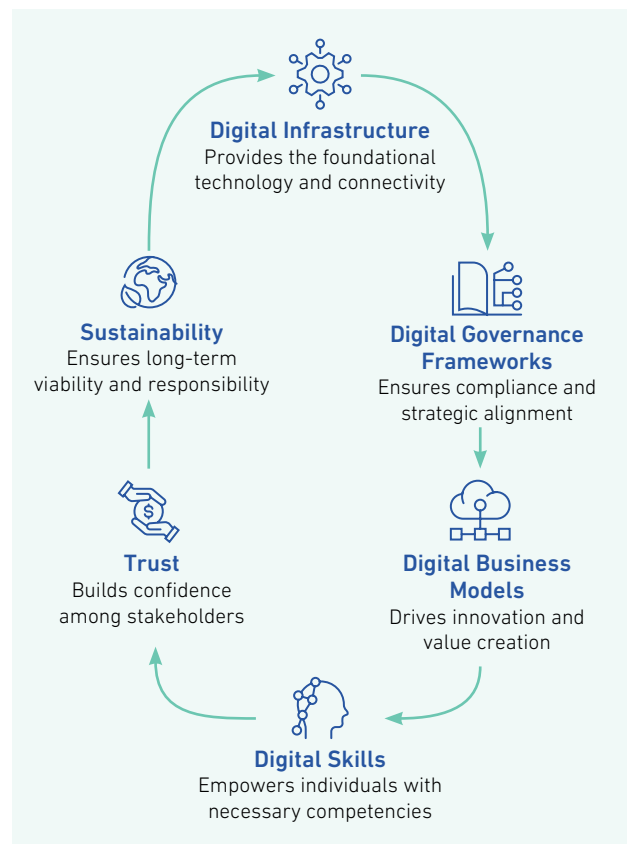 Digital Infrastructure
Provides the foundational
technology and connectivity
Digital Governance
Frameworks
Ensures compliance and
strategic alignment
Digital Business
Models
Drives innovation and
value creation
Digital Skills
Empowers individuals with
necessary competencies
$
Trust
Builds confidence
among stakeholders
Sustainability
Ensures long-term
viability and responsibility